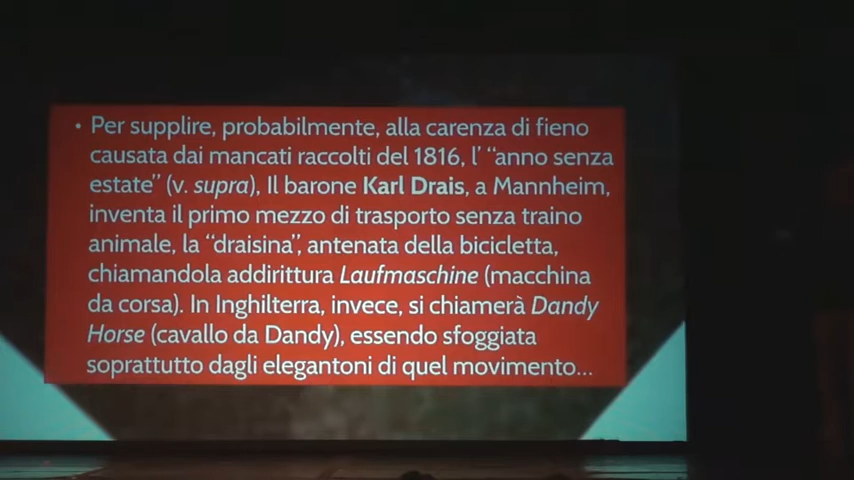 • Per supplire, probabilmente, alla carenza di fieno
causata dai mancati raccolti del 1816, l’ “anno senza
estate” (v. supra), Il barone Karl Drais, a Mannheim,
inventa il primo mezzo di trasporto senza traino
animale, la “draisina”, antenata della bicicletta,
chiamandola addirittura Laufmaschine (macchina
da corsa). In Inghilterra, invece, si chiamerà Dandy
Horse (cavallo da Dandy), essendo sfoggiata
soprattutto dagli elegantoni di quel movimento...